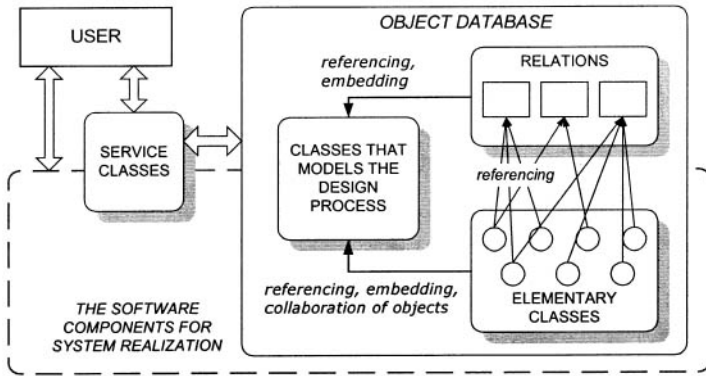 OBJECT DATABASE
USER
RELATIONS
referencing,
embedding
SERVICE
CLASSES
CLASSES THAT
MODELS THE
DESIGN
PROCESS
referencing
referencing, embedding,
collaboration of objects
ELEMENTARY
CLASSES
THE SOFTWARE
COMPONENTS FOR
SYSTEM REALIZATION